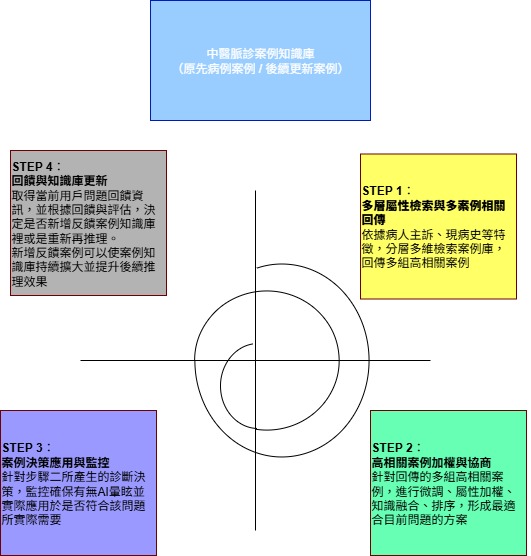 中醫脈診案例知識庫
（原先病例案例 / 後續更新案例）
STEP 4：
回饋與知識庫更新
取得當前用戶問題回饋資
訊，並根據回饋與評估，決
定是否新增反饋案例知識庫
裡或是重新再推理。
新增反饋案例可以使案例知
識庫持續擴大並提升後續推
理效果
STEP 1：
多層屬性檢索與多案例相關
回傳
依據病人主訴、現病史等特
徵，分層多維檢索案例庫，
回傳多組高相關案例
STEP 3：
案例決策應用與監控
針對步驟二所產生的診斷決
策，監控確保有無AI暈眩並
實際應用於是否符合該問題
所實際需要
STEP 2：
高相關案例加權與協商
針對回傳的多組高相關案
例，進行微調、屬性加權、
知識融合、排序，形成最適
合目前問題的方案